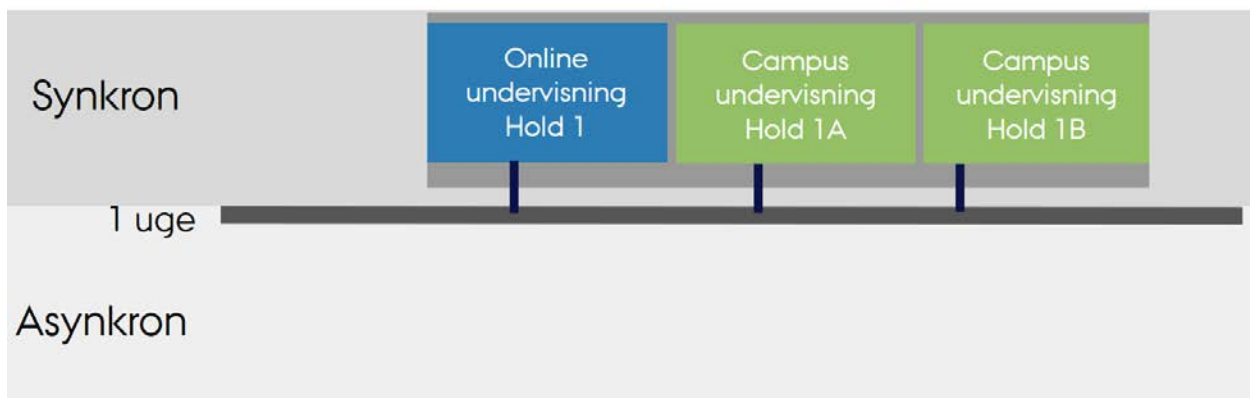 Synkron
Online
undervisning
Hold 1
Campus
undervisning
Hold 1A
Campus
undervisning
Hold 1B
1 uge
Asynkron